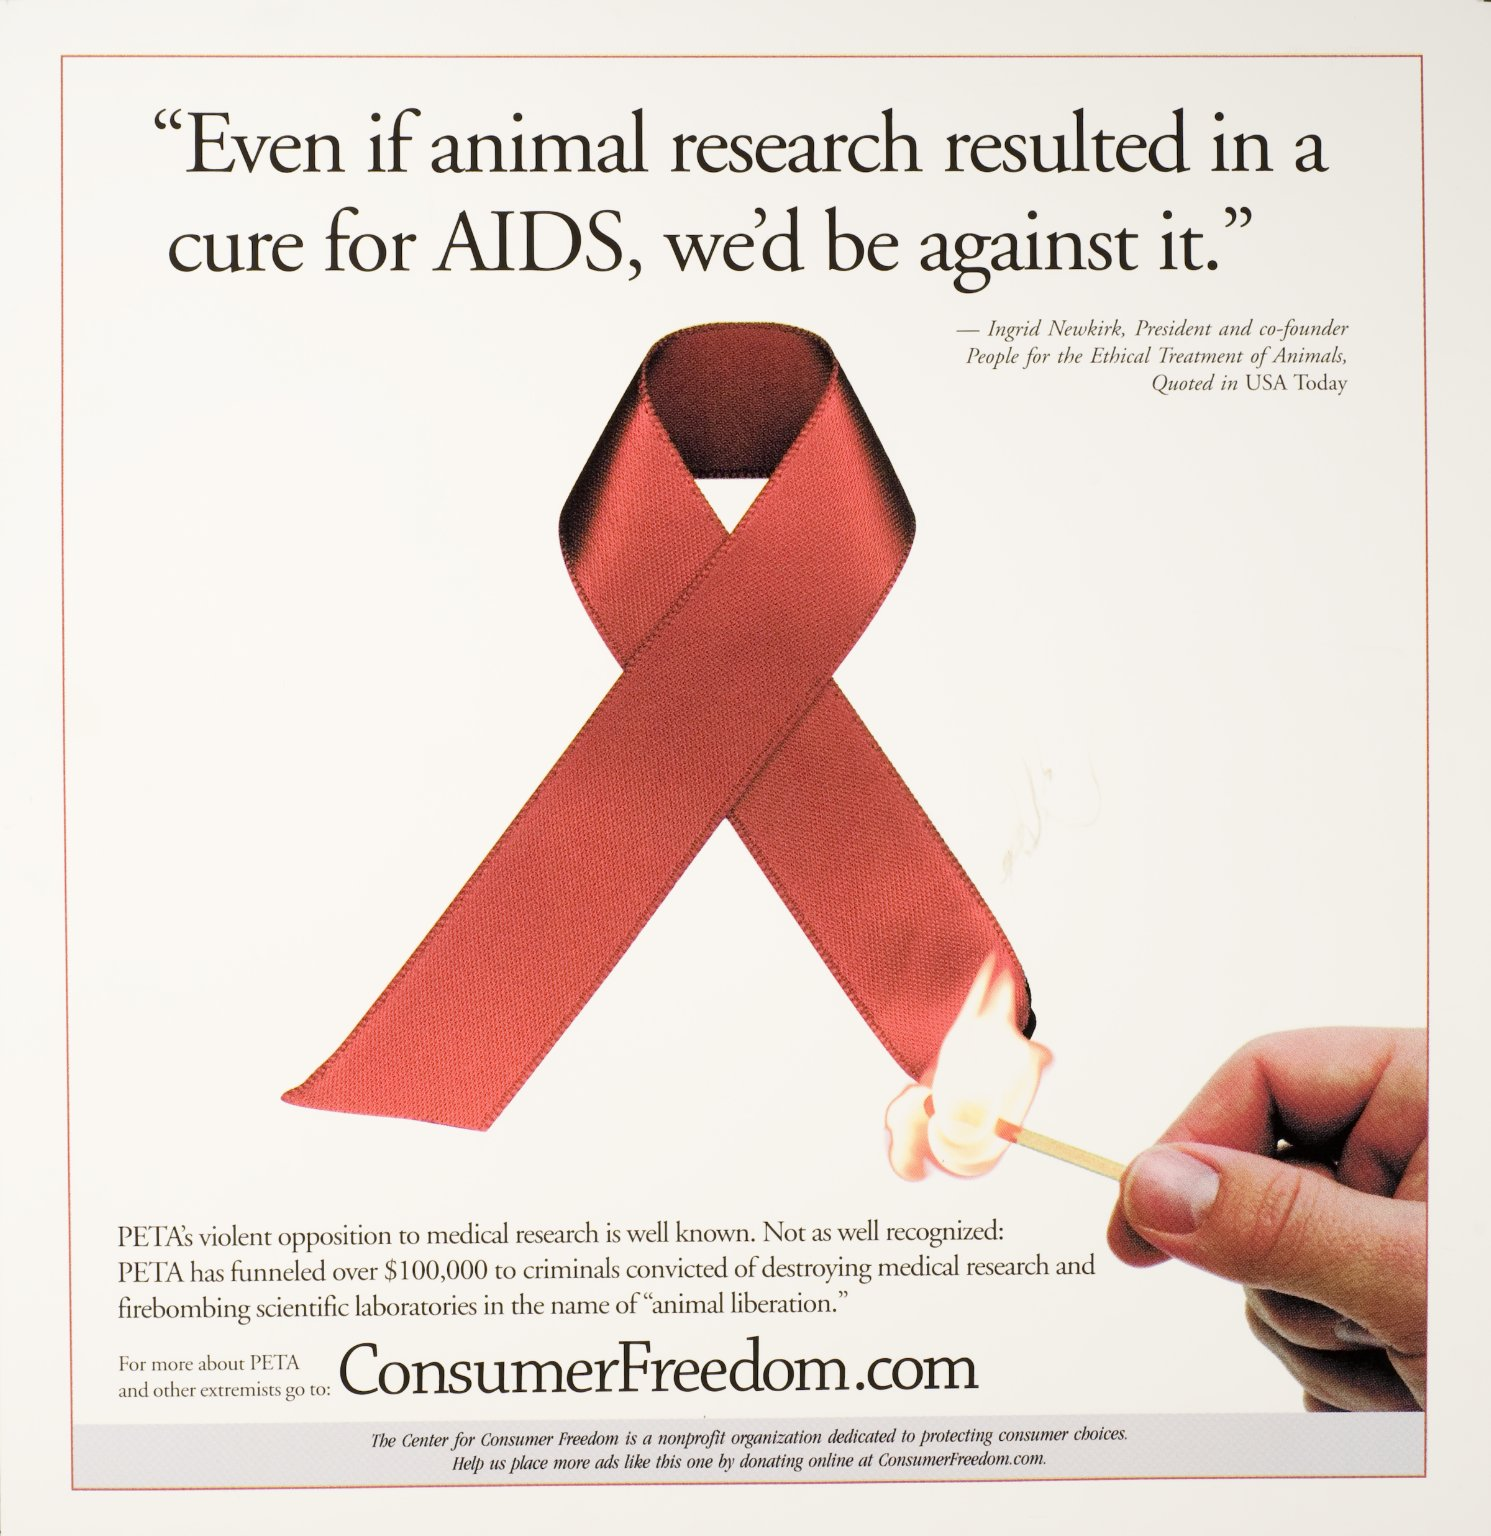 “Even if animal research resulted in a
cure for AIDS, we’d be against it.”
— Ingrid Newkirk, President and co-founder
People for the Ethical Treatment of Animals,
Quoted in USA Today
PETA’s violent opposition to medical research is well known. Not as well recognized:
PETA has funneled over $100,000 to criminals convicted of destroying medical research and
firebombing scientific laboratories in the name of “animal liberation.”
For more about PETA
and other extremists go to: ConsumerFreedom.com
The Center for Consumer Freedom is a nonprofit organization dedicated to protecting consumer choices.
Help us place more ads like this one by donating online at ConsumerFreedom.com.